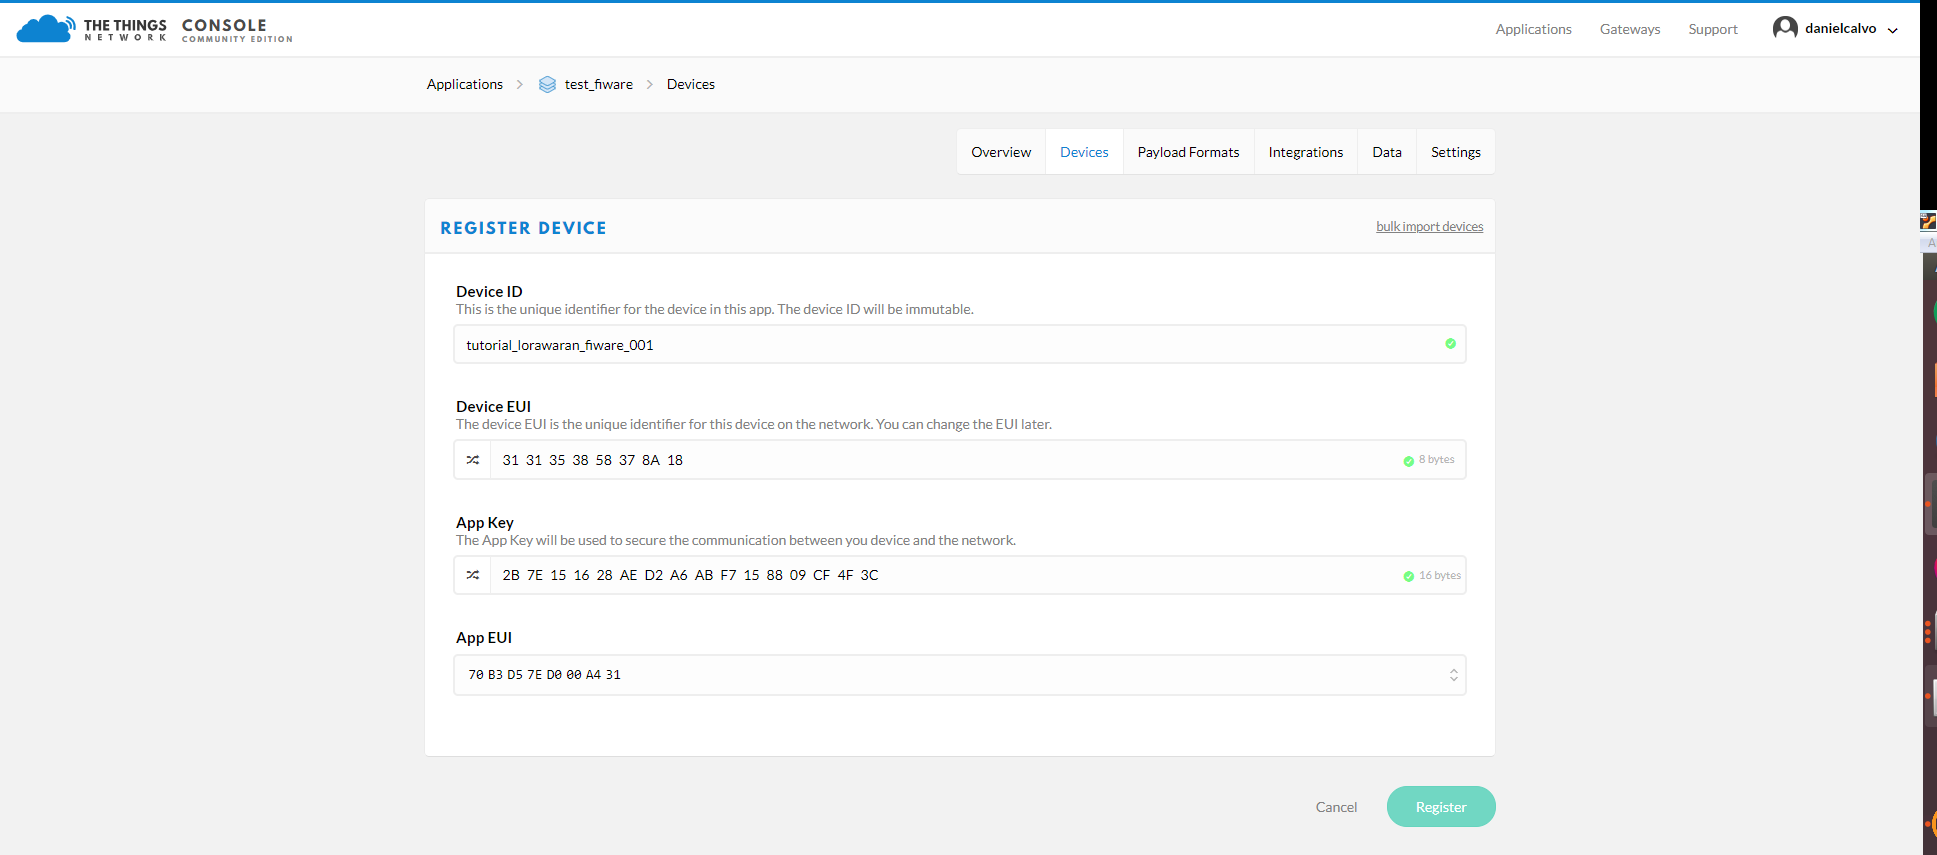 THE THINGS NETWORK CONSOLE COMMUNITY EDITION
Applications Gateways Support danielcalvo
Applications test_fiware Devices
Overview Devices Payload Formats Integrations Data Settings
REGISTER DEVICE bulk import devices
Device ID
This is the unique identifier for the device in this app. The device ID will be immutable.
tutorial_lorawaran_fiware_001
Device EUI
The device EUI is the unique identifier for this device on the network. You can change the EUI later.
31 31 35 38 58 37 8A 18 8 bytes
App Key
The App Key will be used to secure the communication between you device and the network.
2B 7E 15 16 28 AE D2 A6 AB F7 15 88 09 CF 4F 3C 16 bytes
App EUI
70 B3 D5 7E D0 00 A4 31
Cancel Register